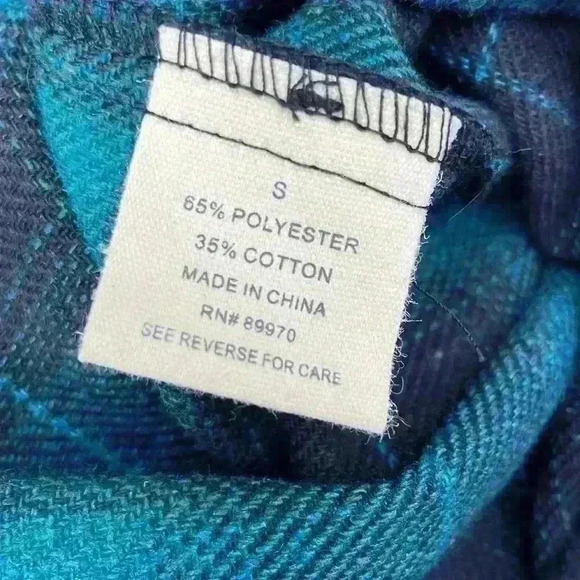 S
65% POLYESTER
35% COTTON
MADE IN CHINA
RN# 89970
SEE REVERSE FOR CARE